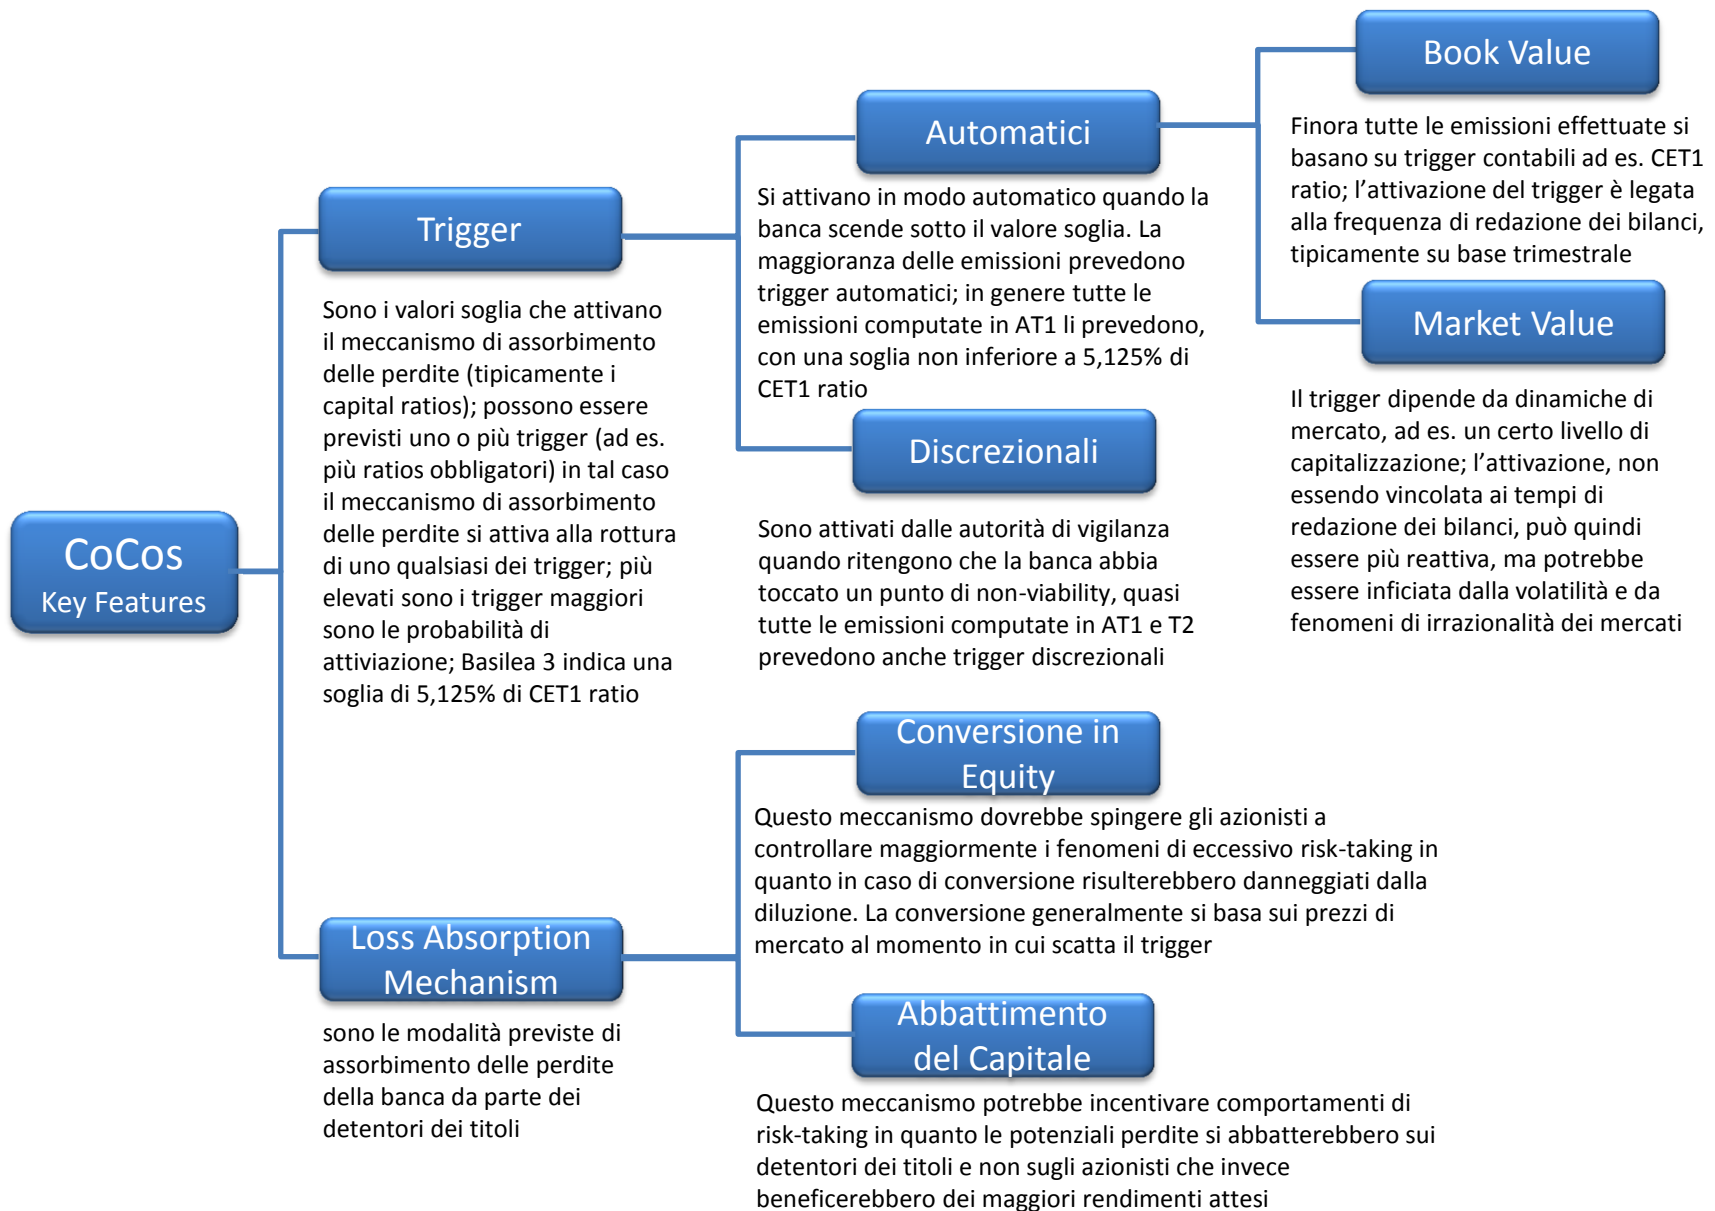 CoCos
Key Features
Trigger
Sono i valori soglia che attivano
il meccanismo di assorbimento
delle perdite (tipicamente i
capital ratios); possono essere
previsti uno o più trigger (ad es.
più ratios obbligatori) in tal caso
il meccanismo di assorbimento
delle perdite si attiva alla rottura
di uno qualsiasi dei trigger; più
elevati sono i trigger maggiori
sono le probabilità di
attiviazione; Basilea 3 indica una
soglia di 5,125% di CET1 ratio
Automatici
Si attivano in modo automatico quando la
banca scende sotto il valore soglia. La
maggioranza delle emissioni prevedono
trigger automatici; in genere tutte le
emissioni computate in AT1 li prevedono,
con una soglia non inferiore a 5,125% di
CET1 ratio
Book Value
Finora tutte le emissioni effettuate si
basano su trigger contabili ad es. CET1
ratio; l’attivazione del trigger è legata
alla frequenza di redazione dei bilanci,
tipicamente su base trimestrale
Market Value
Il trigger dipende da dinamiche di
mercato, ad es. un certo livello di
capitalizzazione; l’attivazione, non
essendo vincolata ai tempi di
redazione dei bilanci, può quindi
essere più reattiva, ma potrebbe
essere inficiata dalla volatilità e da
fenomeni di irrazionalità dei mercati
Discrezionali
Sono attivati dalle autorità di vigilanza
quando ritengono che la banca abbia
toccato un punto di non-viability, quasi
tutte le emissioni computate in AT1 e T2
prevedono anche trigger discrezionali
Loss Absorption
Mechanism
sono le modalità previste di
assorbimento delle perdite
della banca da parte dei
detentori dei titoli
Conversione in
Equity
Questo meccanismo dovrebbe spingere gli azionisti a
controllare maggiormente i fenomeni di eccessivo risk-taking in
quanto in caso di conversione risulterebbero danneggiati dalla
diluzione. La conversione generalmente si basa sui prezzi di
mercato al momento in cui scatta il trigger
Abbattimento
del Capitale
Questo meccanismo potrebbe incentivare comportamenti di
risk-taking in quanto le potenziali perdite si abbatterebbero sui
detentori dei titoli e non sugli azionisti che invece
beneficerebbero dei maggiori rendimenti attesi